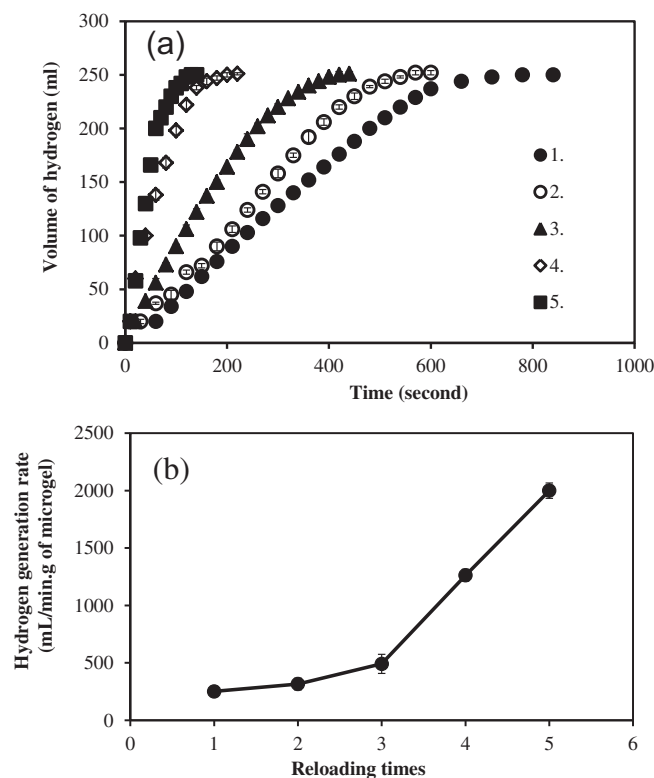 (a)
Volume of hydrogen (ml)
300
250
200
150
100
50
0
1.
2.
3.
4.
5.
0 200 400 600 800 1000
Time (second)
(b)
Hydrogen generation rate
(mL/min.g of microgel)
2500
2000
1500
1000
500
0
0 1 2 3 4 5 6
Reloading times